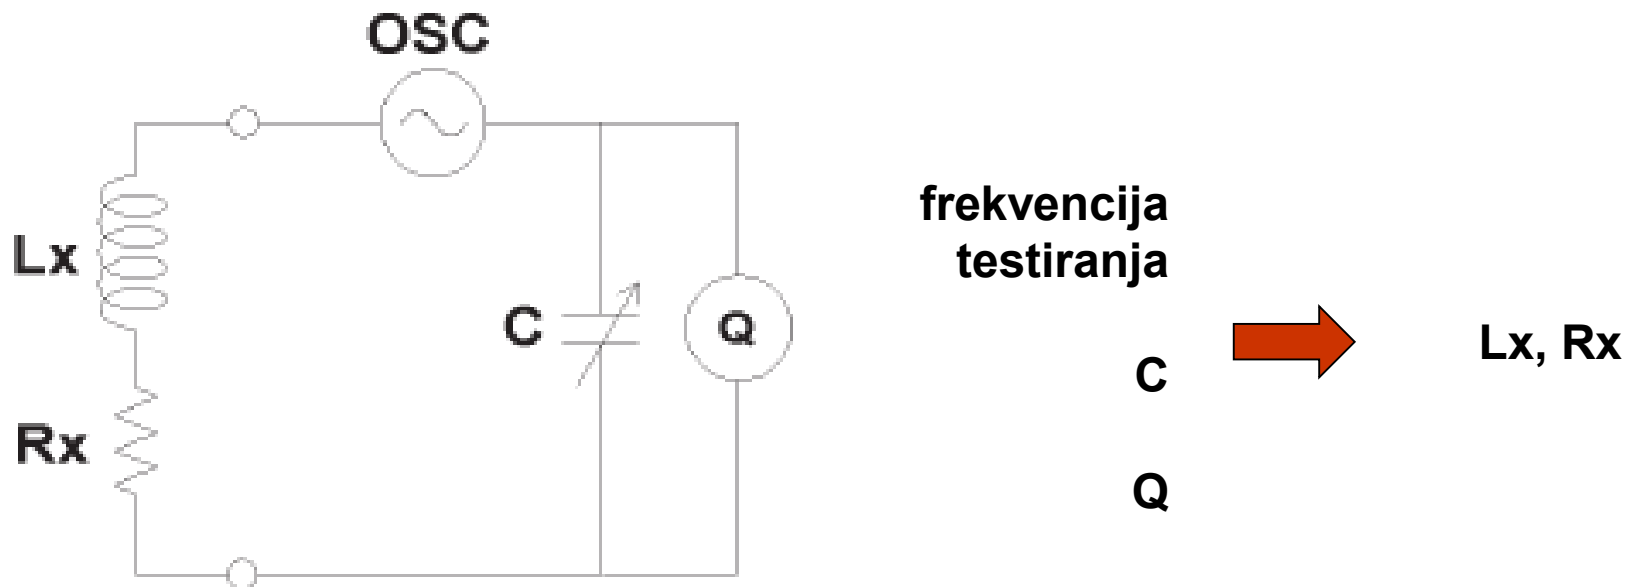 OSC
Lx
Rx
C
Q
frekvencija
testiranja
C
Q
Lx, Rx